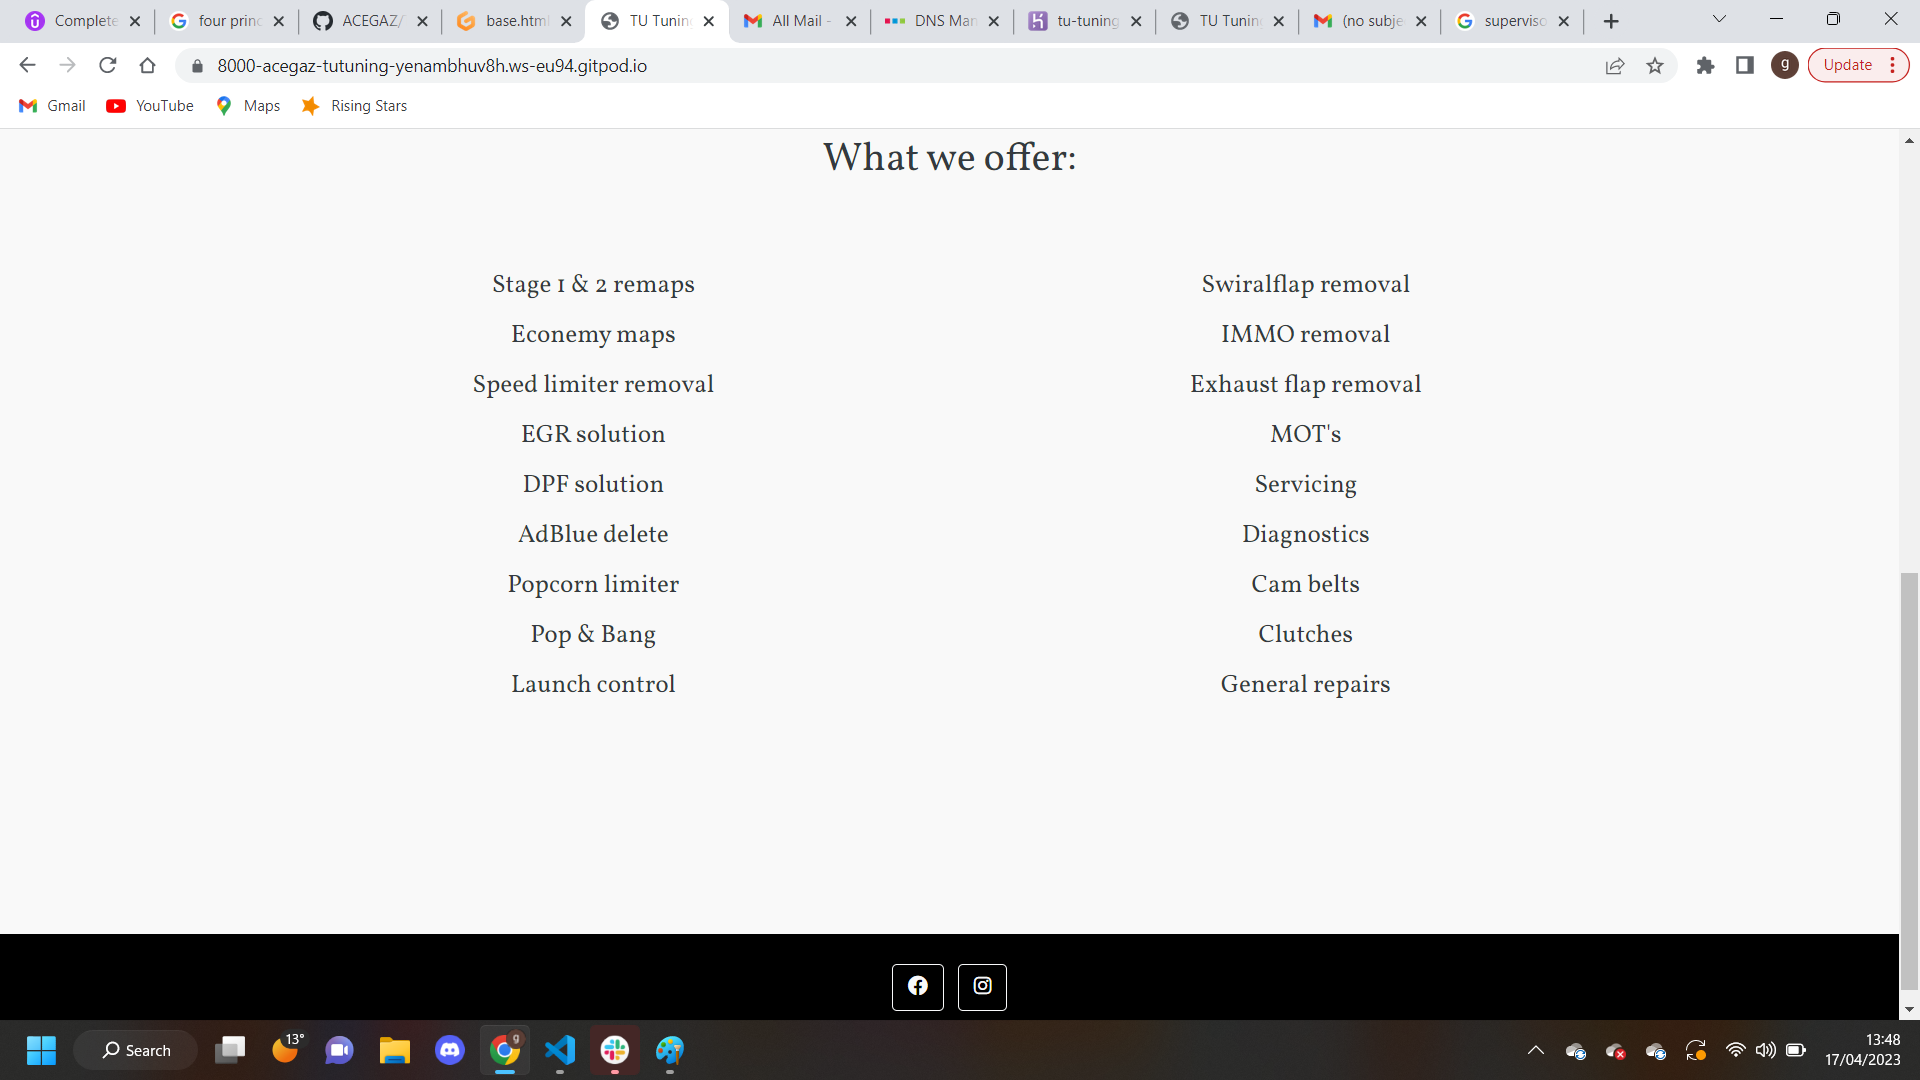 Complete
four princ
ACEGAZ/
base.html
TU Tunin
All Mail -
DNS Man
tu-tuning
TU Tunin
(no subje
superviso
8000-acegaz-tutuning-yenambhuv8h.ws-eu94.gitpod.io
g
Update
Gmail
YouTube
Maps
Rising Stars
What we offer:
Stage 1 & 2 remaps
Econemy maps
Speed limiter removal
EGR solution
DPF solution
AdBlue delete
Popcorn limiter
Pop & Bang
Launch control
Swiralflap removal
IMMO removal
Exhaust flap removal
MOT's
Servicing
Diagnostics
Cam belts
Clutches
General repairs
Search
13°
g
13:48
17/04/2023